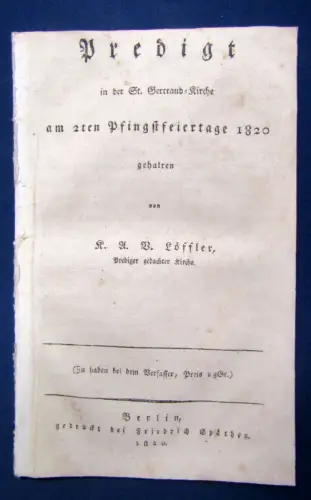 Predigt
in der St. Gertraud-Kirche
am 2ten Pfingstfeiertage 1820
gehalten
von
K. A. V. Löffler,
Prediger gedachter Kirche.
(Zu haben bei dem Verfasser, Preis 2 gGr.)
Berlin,
gedruckt bei Friedrich Späthen.
1820.